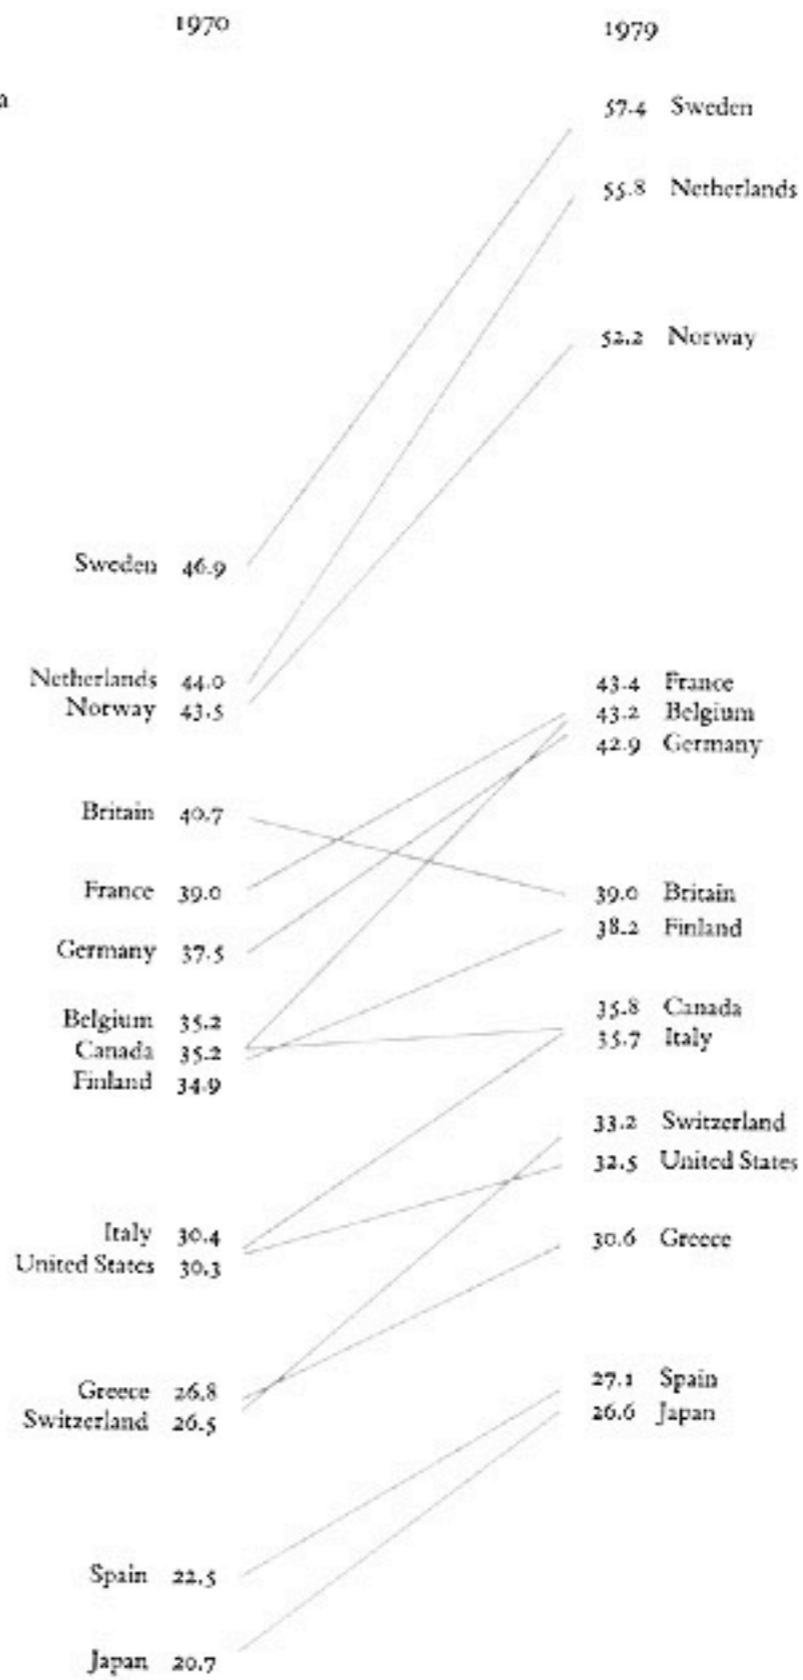 1970
1979
a
57.4 Sweden
55.8 Netherlands
52.2 Norway
Sweden 46.9
Netherlands 44.0
43.4 France
Norway 43.5
43.2 Belgium
42.9 Germany
Britain 40.7
France 39.0
39.0 Britain
38.2 Finland
Germany 37.5
35.8 Canada
Belgium 35.2
35.7 Italy
Canada 35.2
Finland 34.9
33.2 Switzerland
32.5 United States
Italy 30.4
30.6 Greece
United States 30.3
27.1 Spain
Greece 26.8
26.6 Japan
Switzerland 26.5
Spain 22.5
Japan 20.7